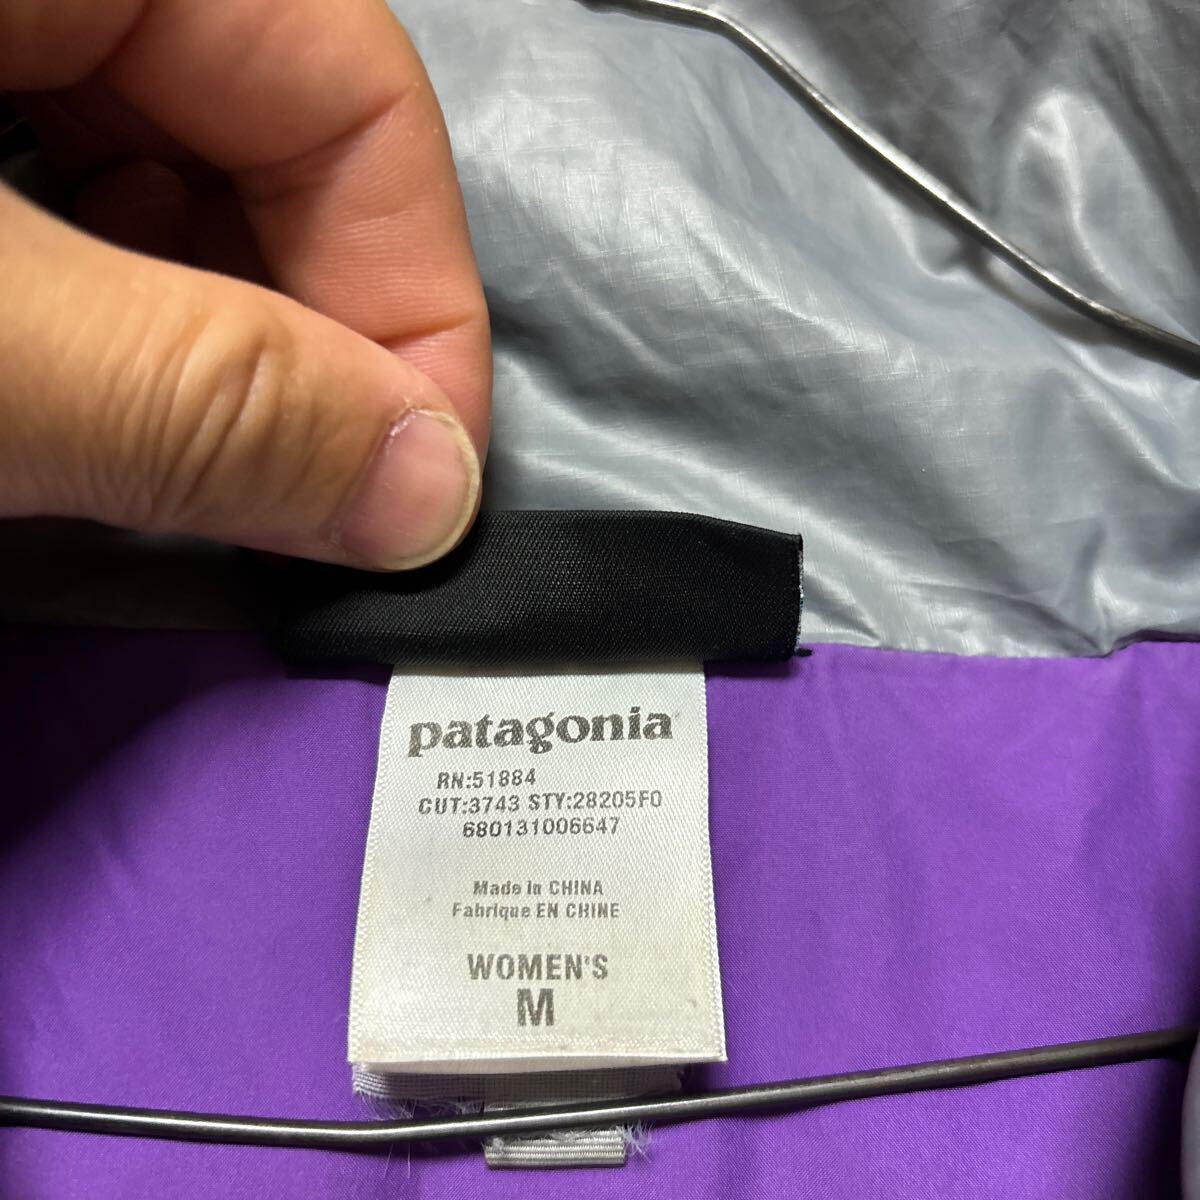 patagonia
RN:51884
CUT:3743 STY:28205F0
680131006647
Made in CHINA
Fabrique EN CHINE
WOMEN'S
M